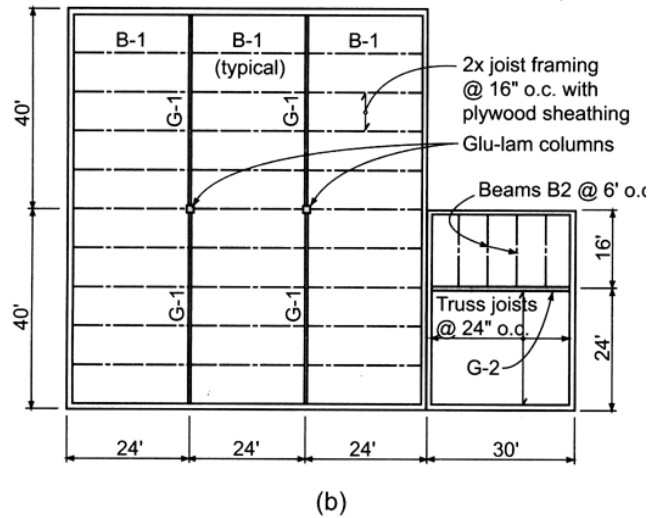 B-1 B-1 B-1
(typical)
2x joist framing
@ 16" o.c. with
plywood sheathing
40'
G-1 G-1
Glu-lam columns
Beams B2 @ 6' o.c
16'
40'
G-1 G-1
Truss joists
@ 24" o.c.
24'
G-2
24' 24' 24' 30'
(b)